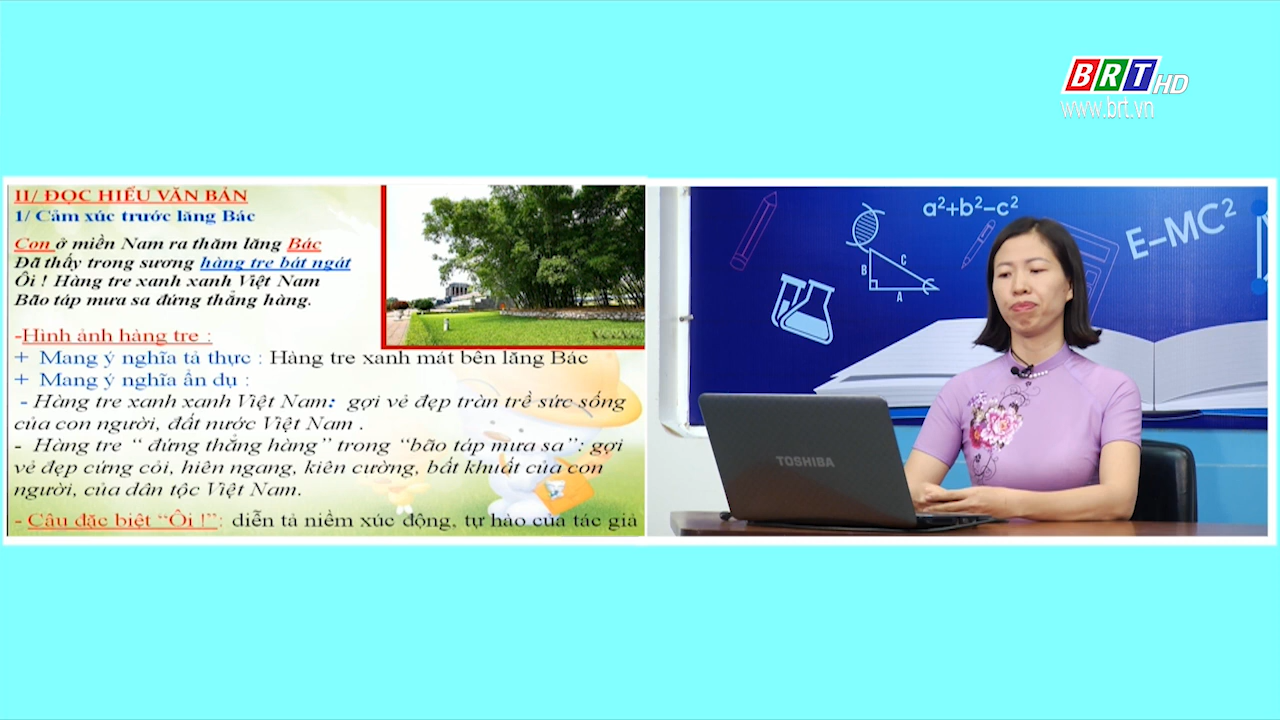 BRT HD
www.brt.vn
II/ ĐỌC HIỂU VĂN BẢN
1/ Cảm xúc trước lăng Bác
Con ở miền Nam ra thăm lăng Bác
Đã thấy trong sương hàng tre bát ngát
Ôi ! Hàng tre xanh xanh Việt Nam
Bão táp mưa sa đứng thẳng hàng.
-Hình ảnh hàng tre :
+ Mang ý nghĩa tả thực : Hàng tre xanh mát bên lăng Bác
+ Mang ý nghĩa ẩn dụ :
- Hàng tre xanh xanh Việt Nam: gợi vẻ đẹp tràn trề sức sống
của con người, đất nước Việt Nam .
- Hàng tre “ đứng thẳng hàng” trong “bão táp mưa sa”: gợi
vẻ đẹp cứng cỏi, hiên ngang, kiên cường, bất khuất của con
người, của dân tộc Việt Nam.
- Câu đặc biệt “Ôi !”: diễn tả niềm xúc động, tự hào của tác giả
a²+b²–c²
E–MC²
B
C
A
TOSHIBA